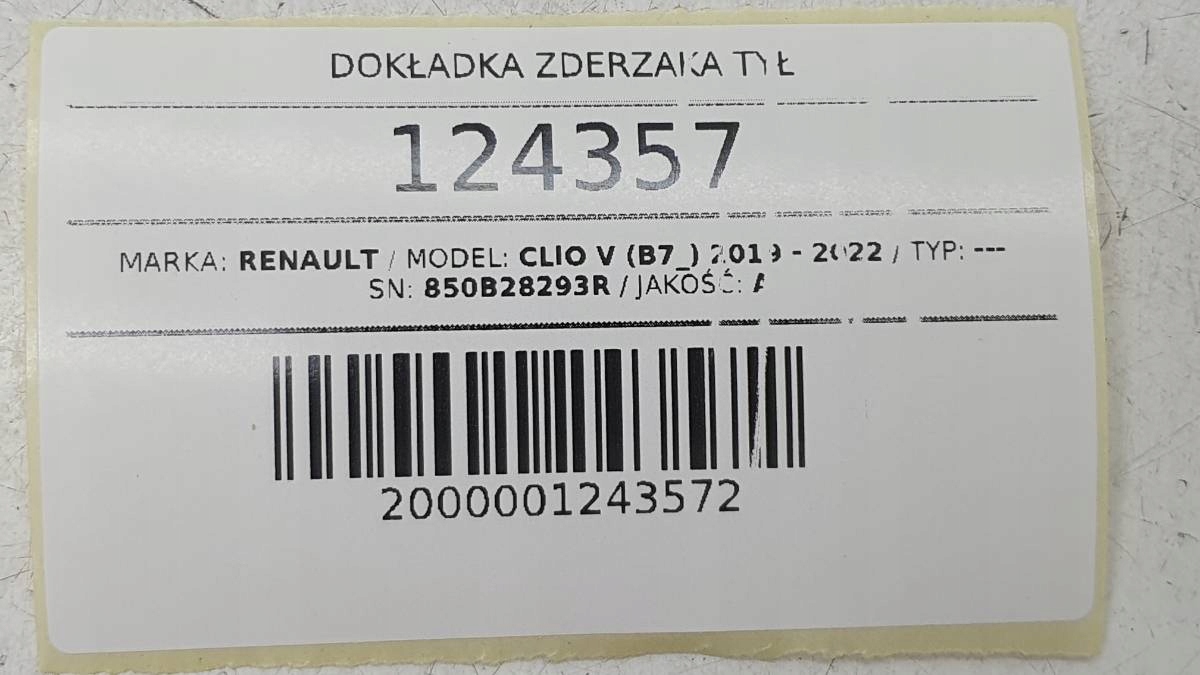 DOKŁADKA ZDERZAKA TYŁ
124357
MARKA: RENAULT / MODEL: CLIO V (B7_) 2019 - 2022 / TYP: ---
SN: 850B28293R / JAKOŚĆ: A
2000001243572